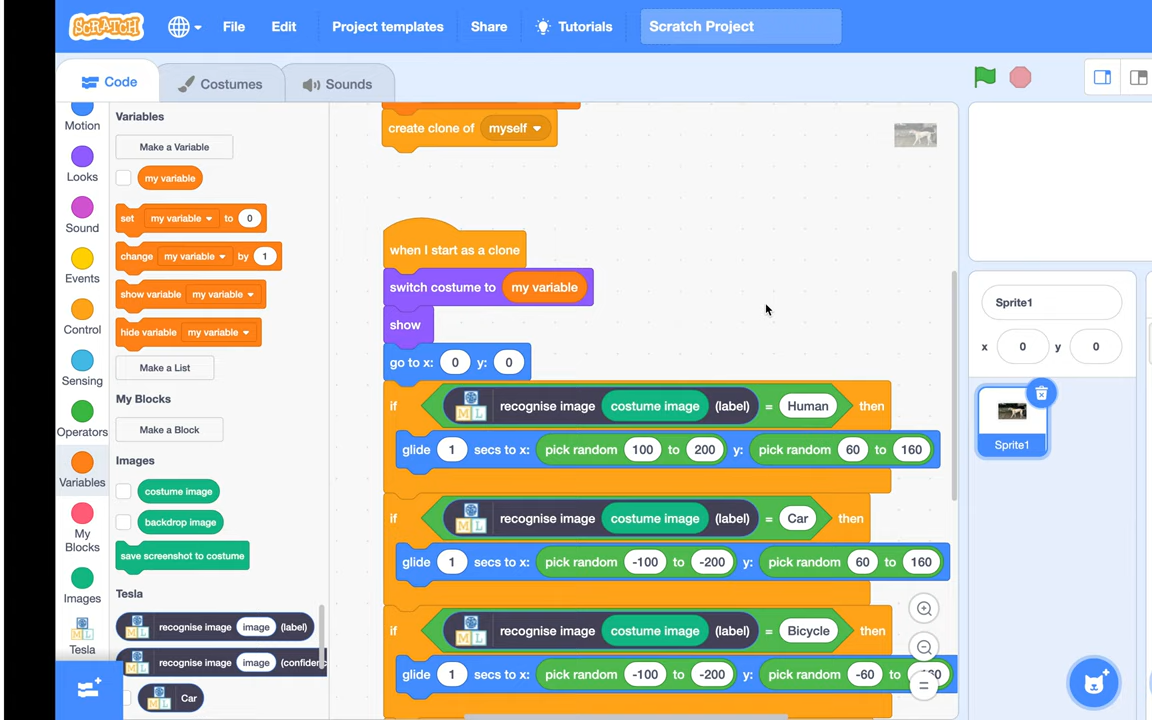 SCRATCH File Edit Project templates Share Tutorials Scratch Project
Code Costumes Sounds
Motion
Looks
Sound
Events
Control
Sensing
Operators
Variables
My
Blocks
Images
Tesla
Variables
Make a Variable
my variable
set my variable to 0
change my variable by 1
show variable my variable
hide variable my variable
Make a List
My Blocks
Make a Block
Images
costume image
backdrop image
save screenshot to costume
Tesla
ML recognise image image (label)
ML recognise image image
ML Car
create clone of myself
when I start as a clone
switch costume to my variable
show
go to x: 0 y: 0
if ML recognise image costume image (label) = Human then
glide 1 secs to x: pick random 100 to 200 y: pick random 60 to 160
if ML recognise image costume image (label) = Car then
glide 1 secs to x: pick random -100 to -200 y: pick random 60 to 160
if ML recognise image costume image (label) = Bicycle then
glide 1 secs to x: pick random -100 to -200 y: pick random -60 to
Sprite1
x 0 y 0
Sprite1